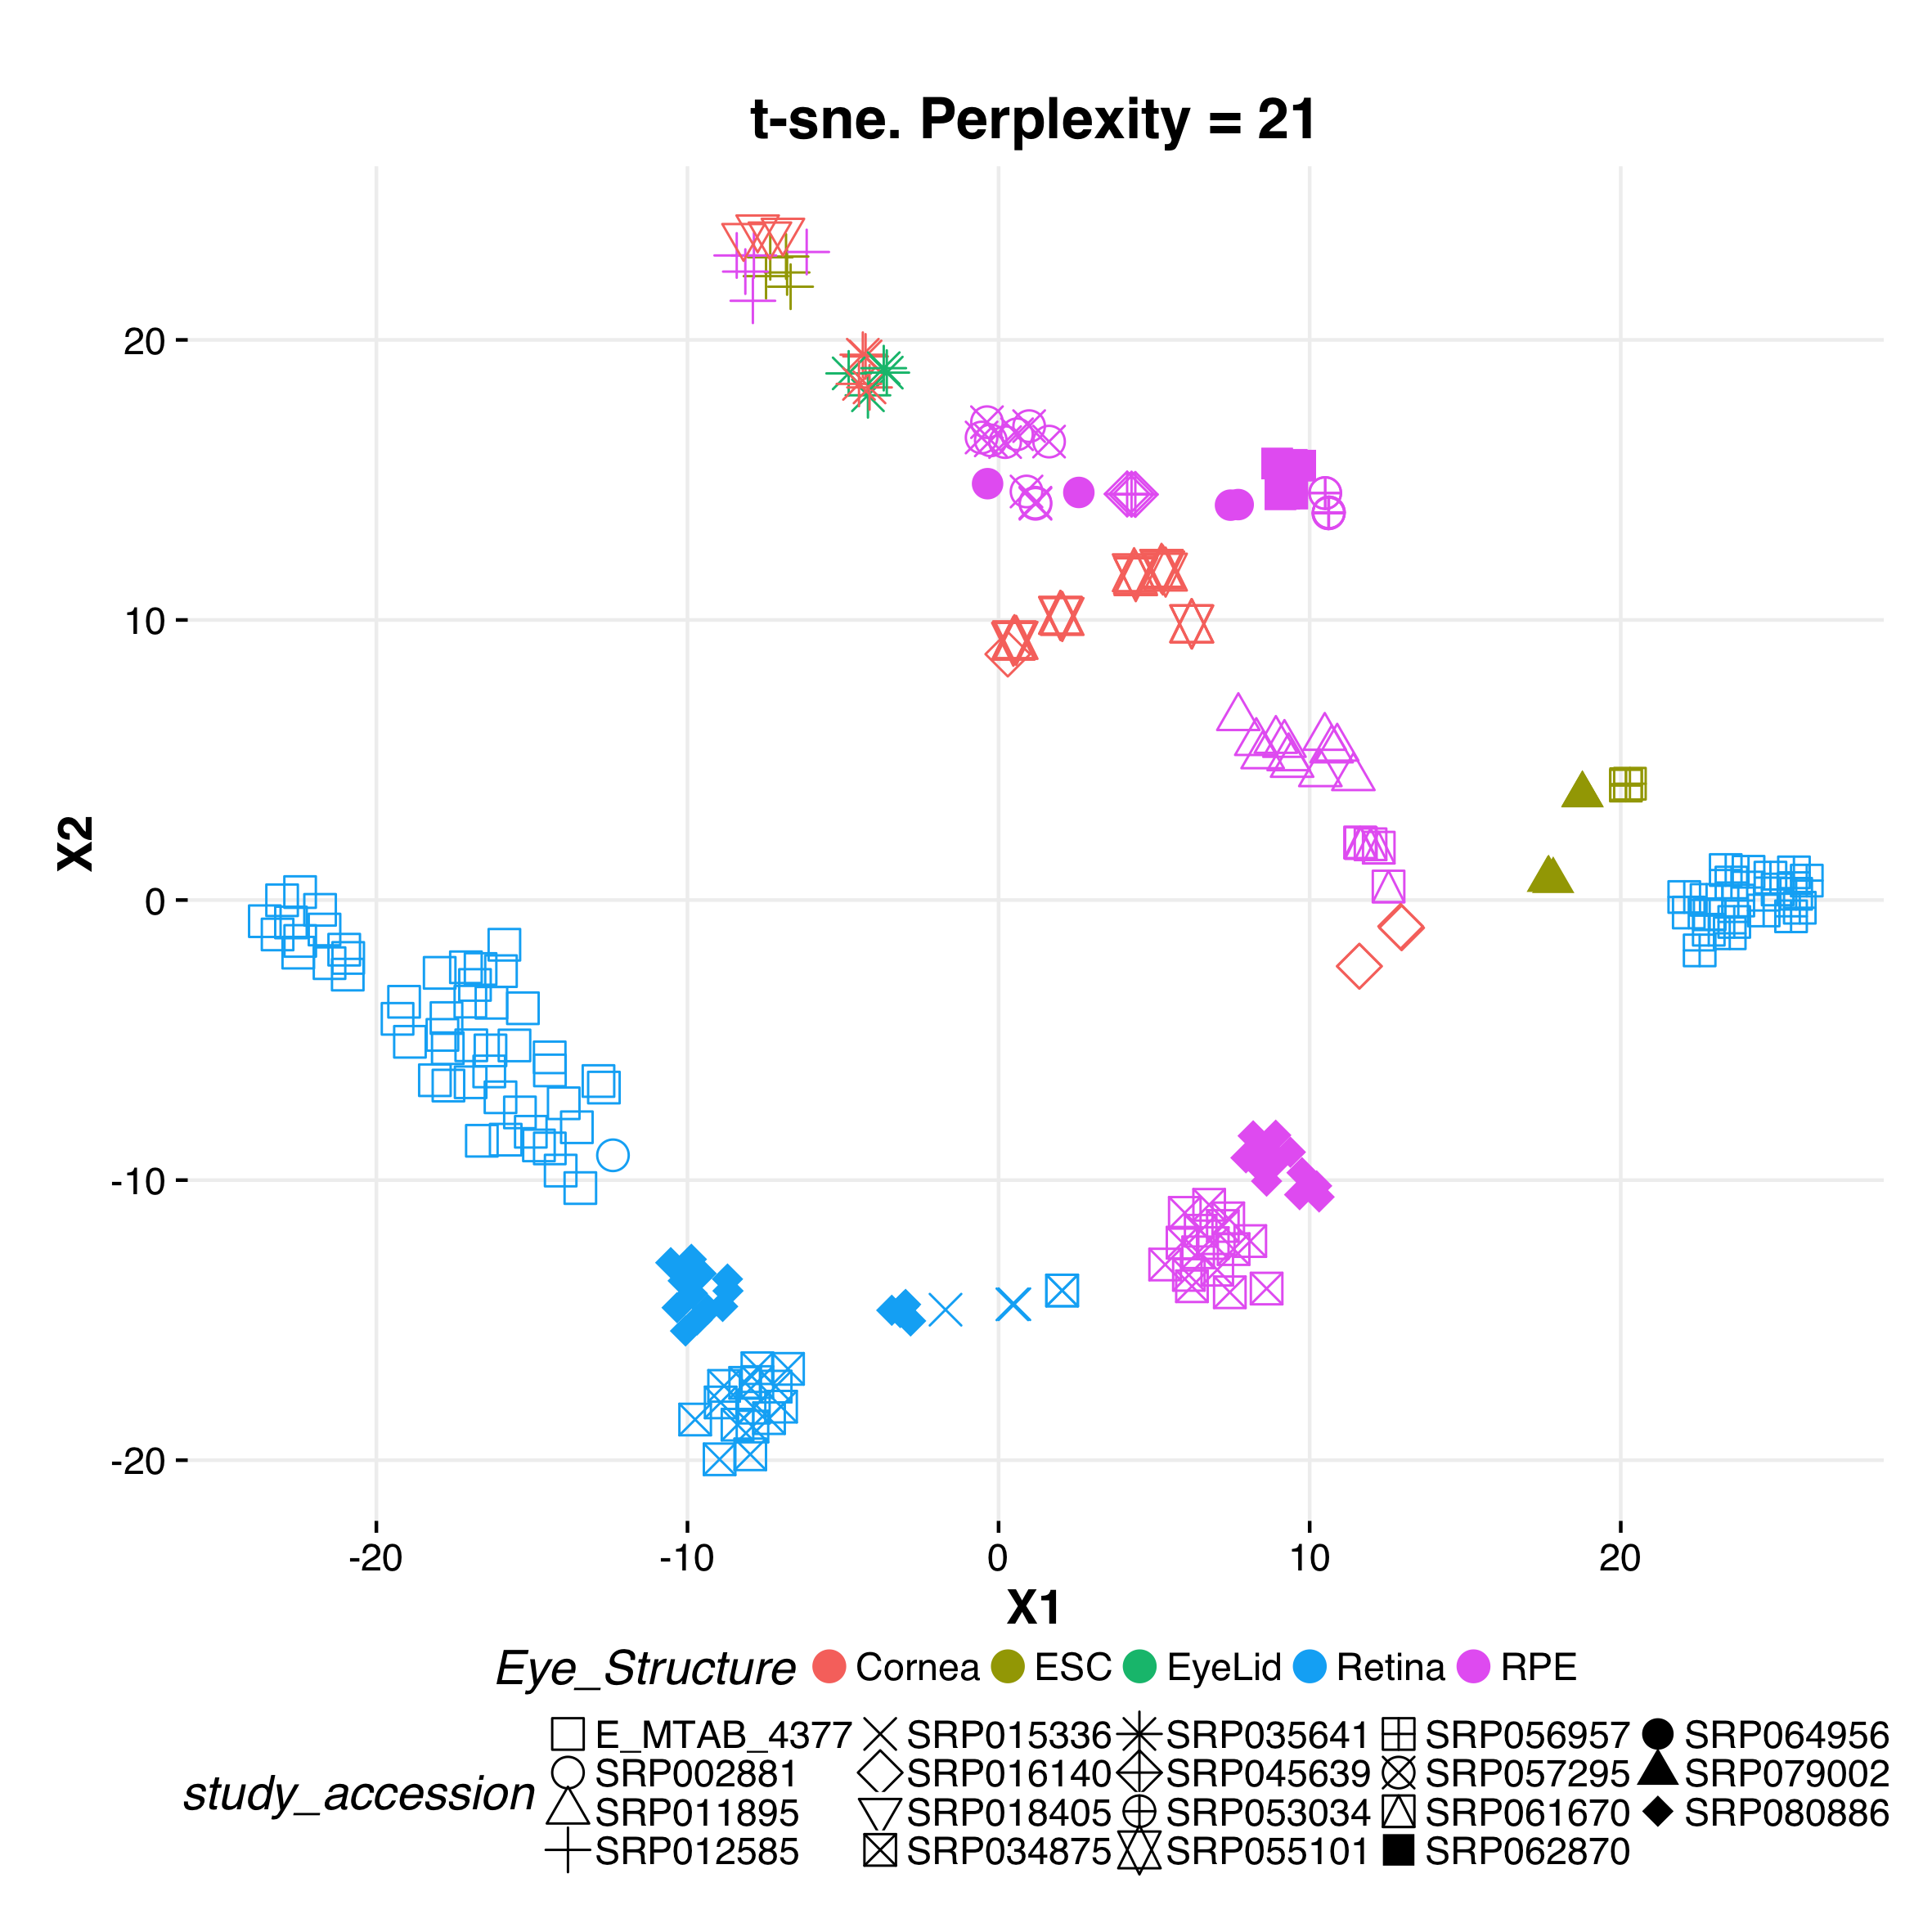 t-sne. Perplexity = 21
X2
20
10
0
-10
-20
-20 -10 0 10 20
X1
Eye_Structure Cornea ESC EyeLid Retina RPE
study_accession
E_MTAB_4377 SRP015336 SRP035641 SRP056957 SRP064956
SRP002881 SRP016140 SRP045639 SRP057295 SRP079002
SRP011895 SRP018405 SRP053034 SRP061670 SRP080886
SRP012585 SRP034875 SRP055101 SRP062870